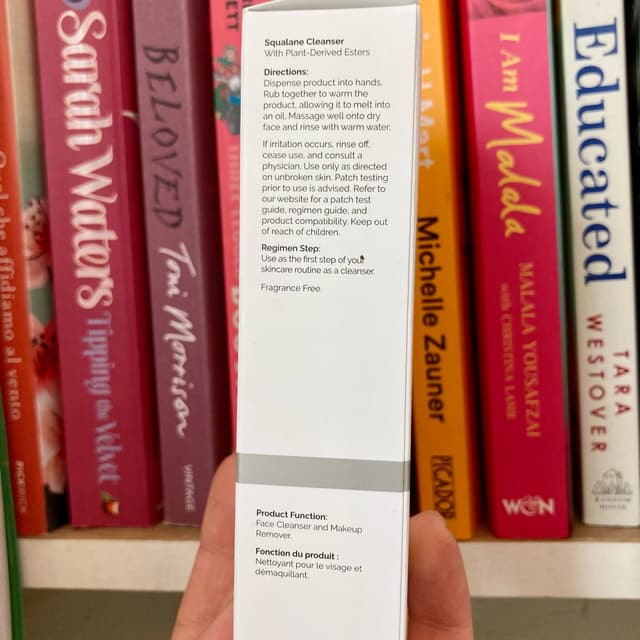 Squalane Cleanser
With Plant-Derived Esters
Directions:
Dispense product into hands.
Rub together to warm the
product, allowing it to melt into
an oil. Massage well onto dry
face and rinse with warm water.
If irritation occurs, rinse off,
cease use, and consult a
physician. Use only as directed
on unbroken skin. Patch testing
prior to use is advised. Refer to
our website for a patch test
guide, regimen guide, and
product compatibility. Keep out
of reach of children.
Regimen Step:
Use as the first step of your
skincare routine as a cleanser.
Fragrance Free.
Product Function:
Face Cleanser and Makeup
Remover.
Fonction du produit :
Nettoyant pour le visage et
démaquillant.
affidiamo al vento
PICKWICK
Sarah Waters
Tipping the Velvet
BELOVED
Toni Morrison
VINTAGE
H Mart
Michelle Zauner
PICADOR
I Am Malala
MALALA YOUSAFZAI
with CHRISTINA LAMB
W&N
Educated
TARA
WESTOVER